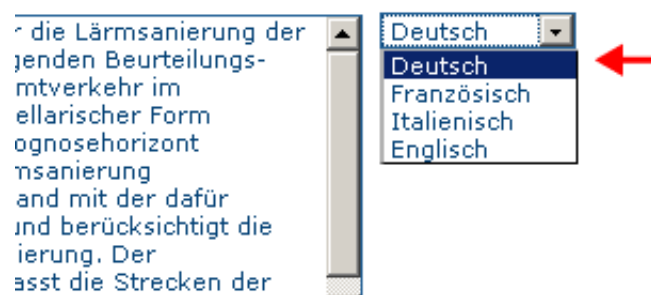 r die Lärmsanierung der
genden Beurteilungs-
mtverkehr im
ellarischer Form
ognosehorizont
msanierung
and mit der dafür
und berücksichtigt die
ierung. Der
asst die Strecken der
Deutsch
Deutsch
Französisch
Italienisch
Englisch